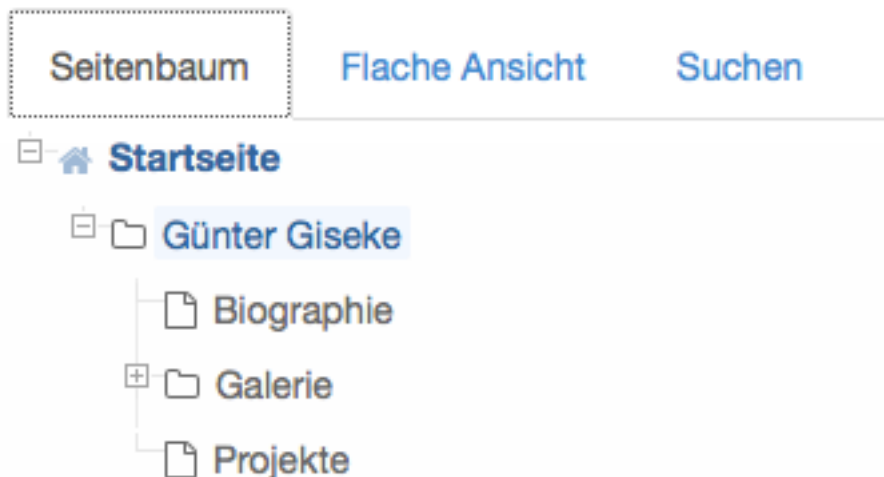 Seitenbaum Flache Ansicht Suchen
Startseite
Günter Giseke
Biographie
Galerie
Projekte